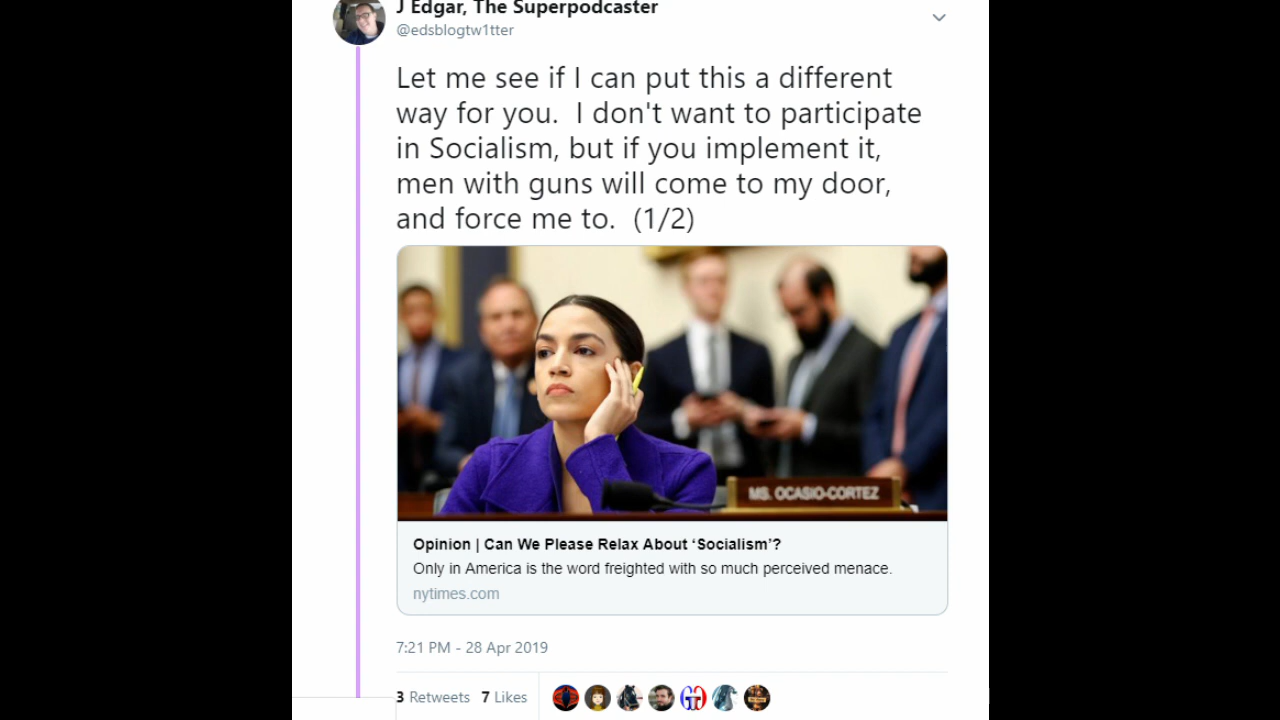 J Edgar, The Superpodcaster
@edsblogtw1tter
Let me see if I can put this a different
way for you. I don't want to participate
in Socialism, but if you implement it,
men with guns will come to my door,
and force me to. (1/2)
MS. OCASIO-CORTEZ
Opinion | Can We Please Relax About ‘Socialism’?
Only in America is the word freighted with so much perceived menace.
nytimes.com
7:21 PM - 28 Apr 2019
3 Retweets 7 Likes